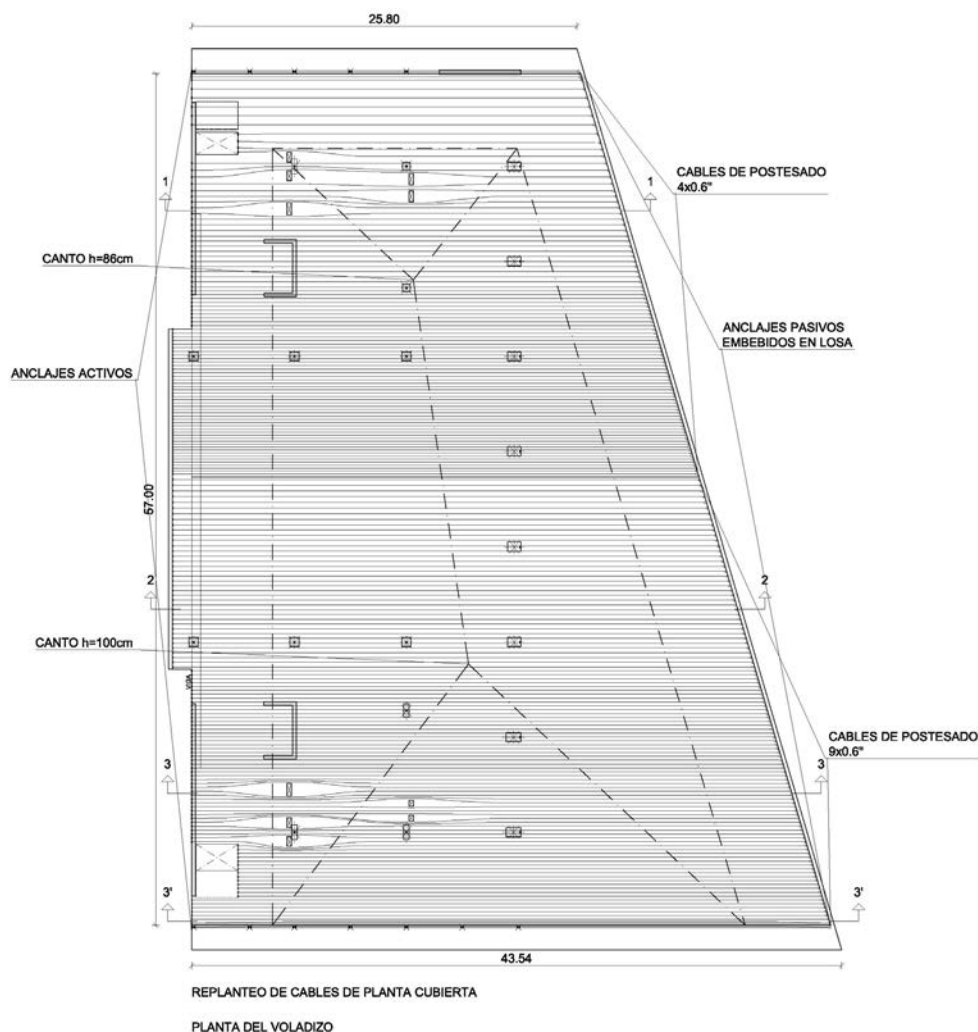 25.80
CABLES DE POSTESADO
4x0.6"
1
1
CANTO h=86cm
ANCLAJES PASIVOS
EMBEBIDOS EN LOSA
ANCLAJES ACTIVOS
57.00
2
2
CANTO h=100cm
VIGA
CABLES DE POSTESADO
9x0.6"
3
3
3'
3'
43.54
REPLANTEO DE CABLES DE PLANTA CUBIERTA
PLANTA DEL VOLADIZO